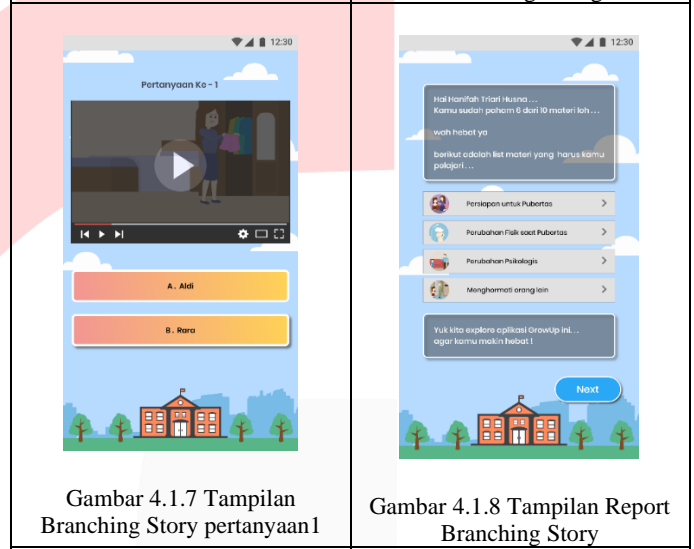 12:30
Pertanyaan Ke - 1
A. Aldi
B. Rara
Gambar 4.1.7 Tampilan
Branching Story pertanyaan1
12:30
Hai Hanifah Triari Husna . . .
Kamu sudah paham 6 dari 10 materi loh . . .
wah hebat ya
berikut adalah list materi yang harus kamu
pelajari . . .
Persiapan untuk Pubertas
Perubahan Fisik saat Pubertas
Perubahan Psikologis
Menghormati orang lain
Yuk kita explore aplikasi GrowUp ini. . .
agar kamu makin hebat !
Next
Gambar 4.1.8 Tampilan Report
Branching Story